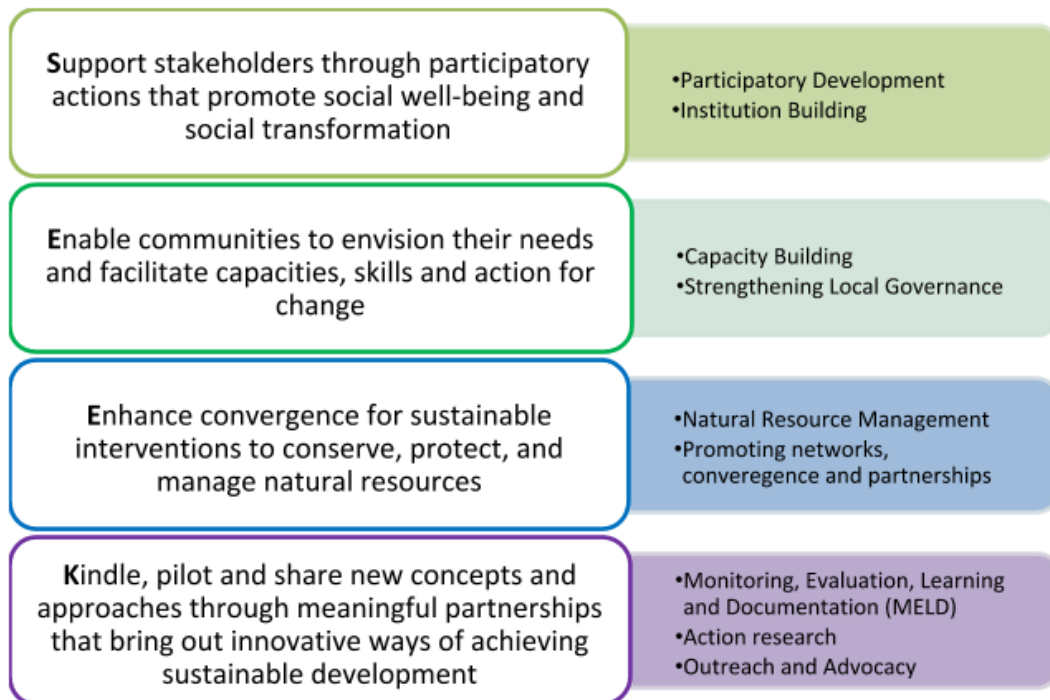 Support stakeholders through participatory
actions that promote social well-being and
social transformation
•Participatory Development
•Institution Building
Enable communities to envision their needs
and facilitate capacities, skills and action for
change
•Capacity Building
•Strengthening Local Governance
Enhance convergence for sustainable
interventions to conserve, protect, and
manage natural resources
•Natural Resource Management
•Promoting networks,
converegence and partnerships
Kindle, pilot and share new concepts and
approaches through meaningful partnerships
that bring out innovative ways of achieving
sustainable development
•Monitoring, Evaluation, Learning
and Documentation (MELD)
•Action research
•Outreach and Advocacy